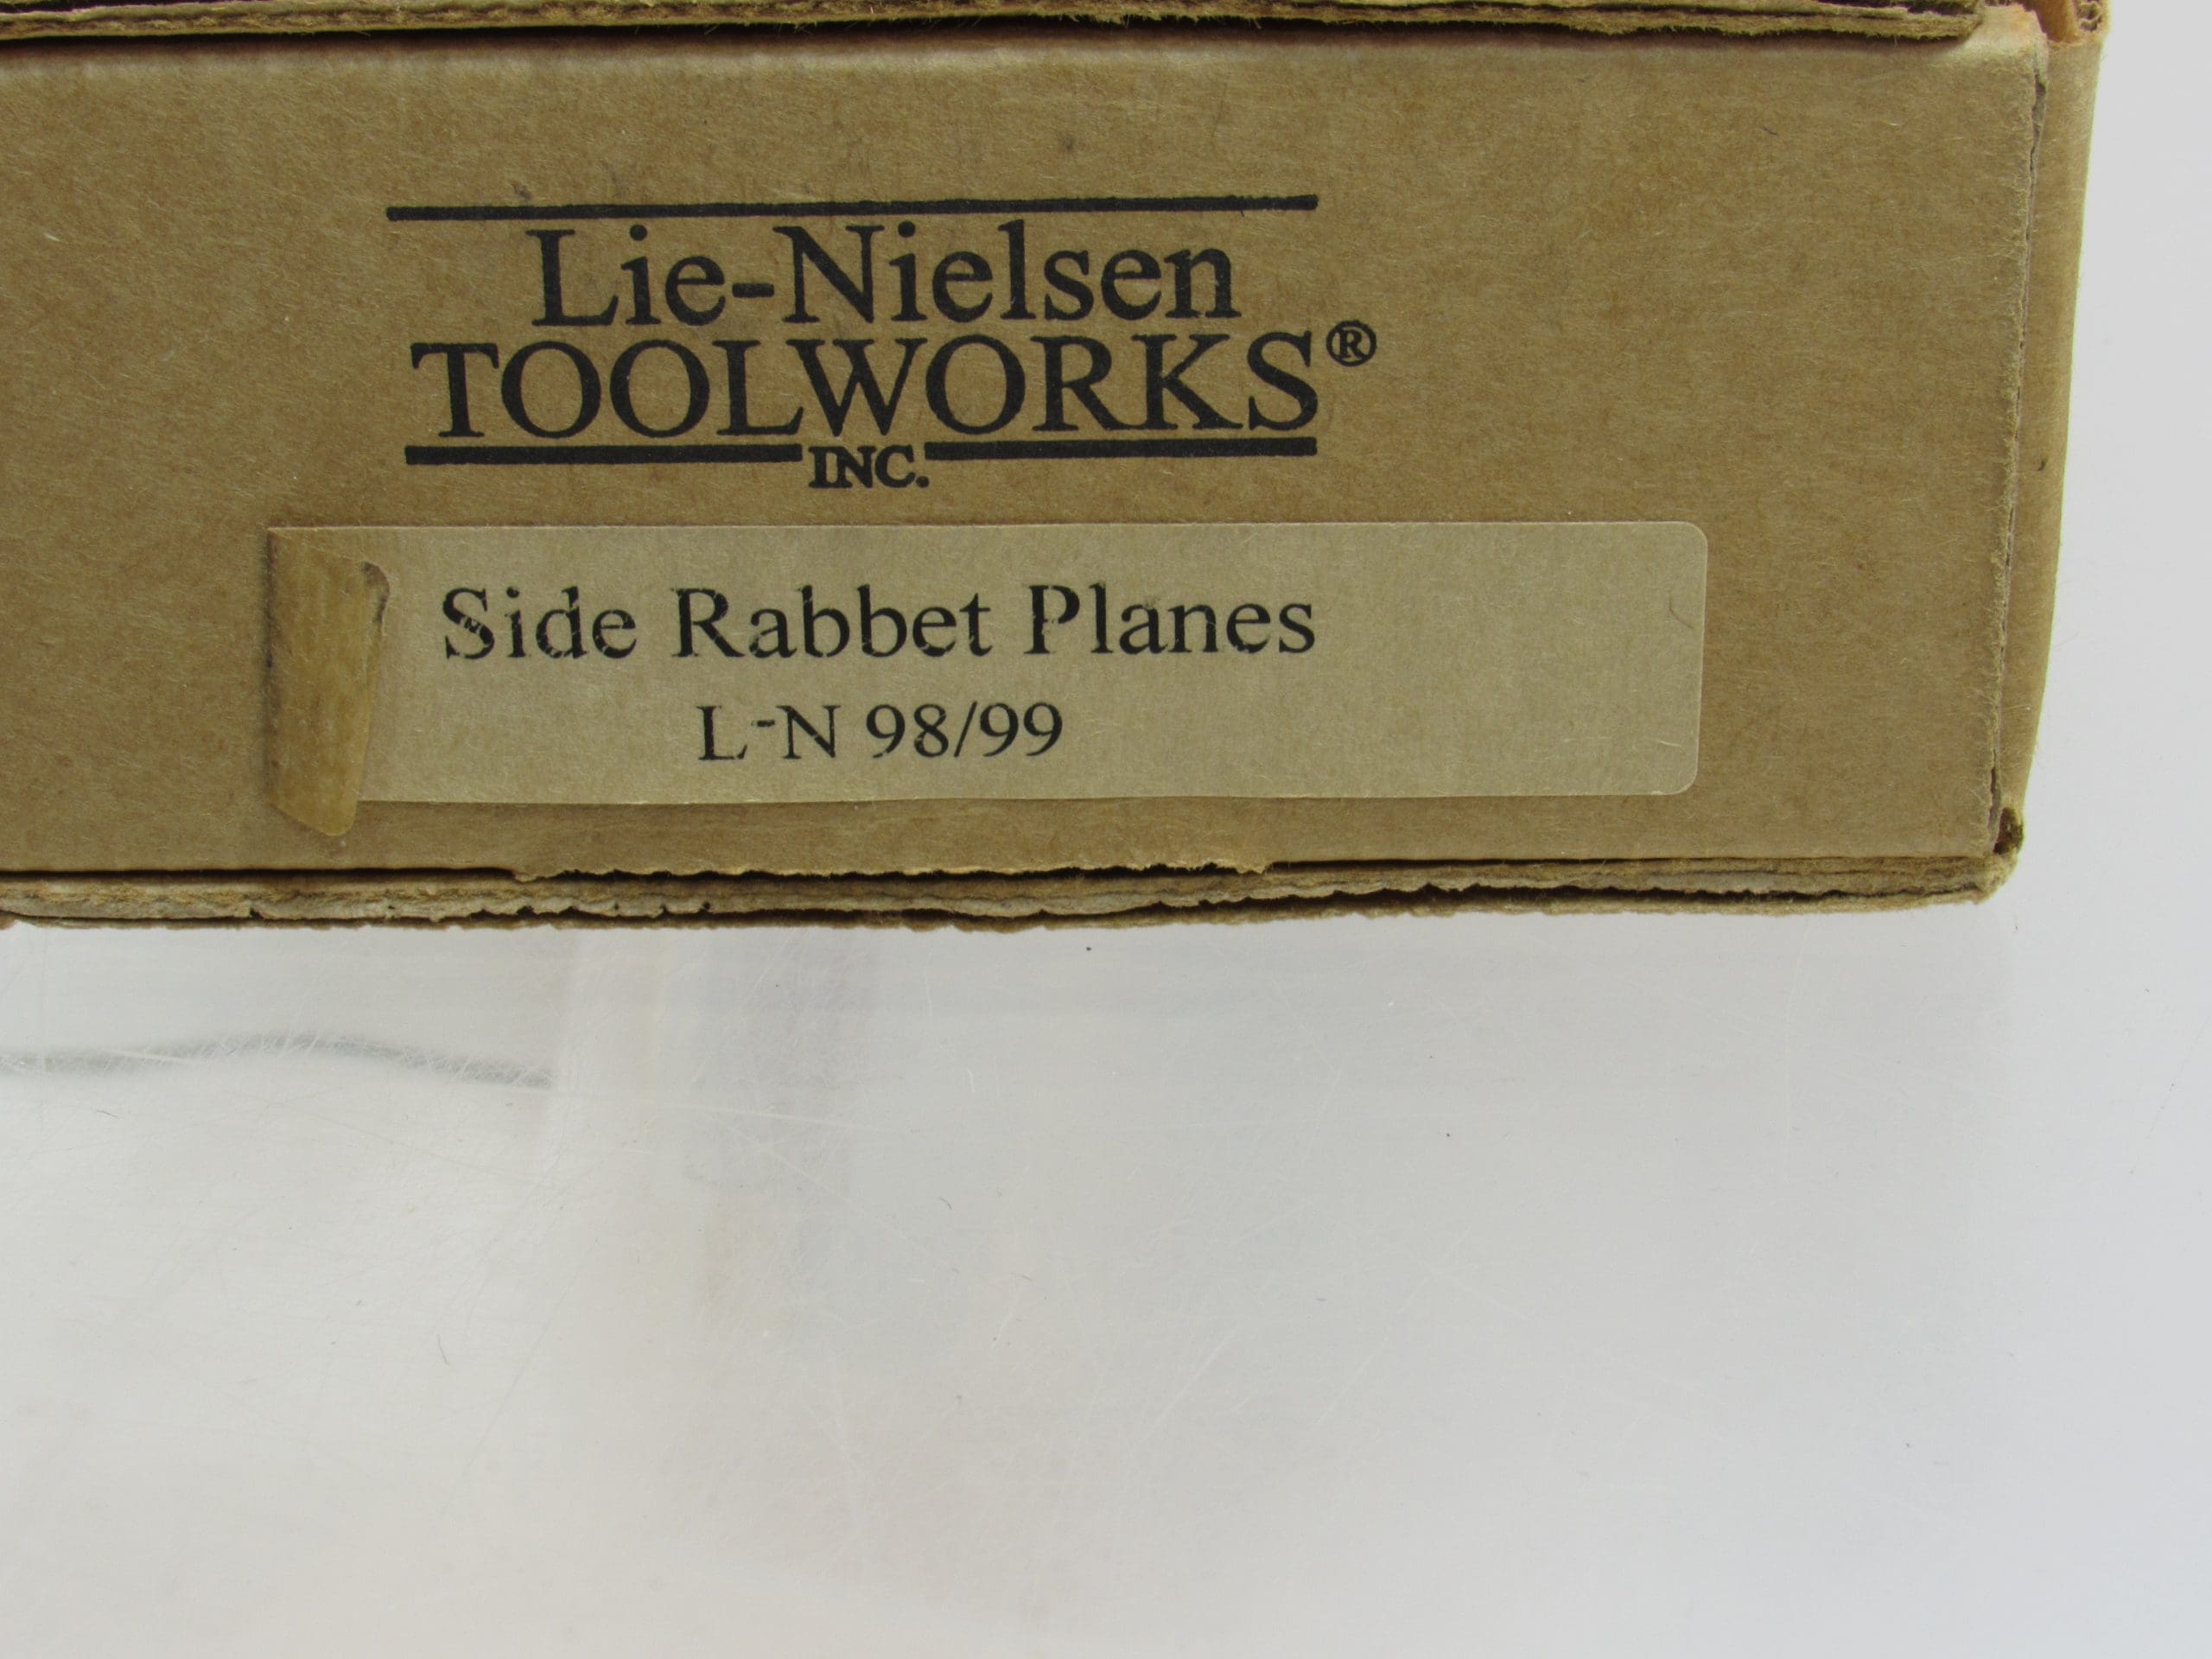 Lie-Nielsen
TOOLWORKS®
INC.
Side Rabbet Planes
L-N 98/99